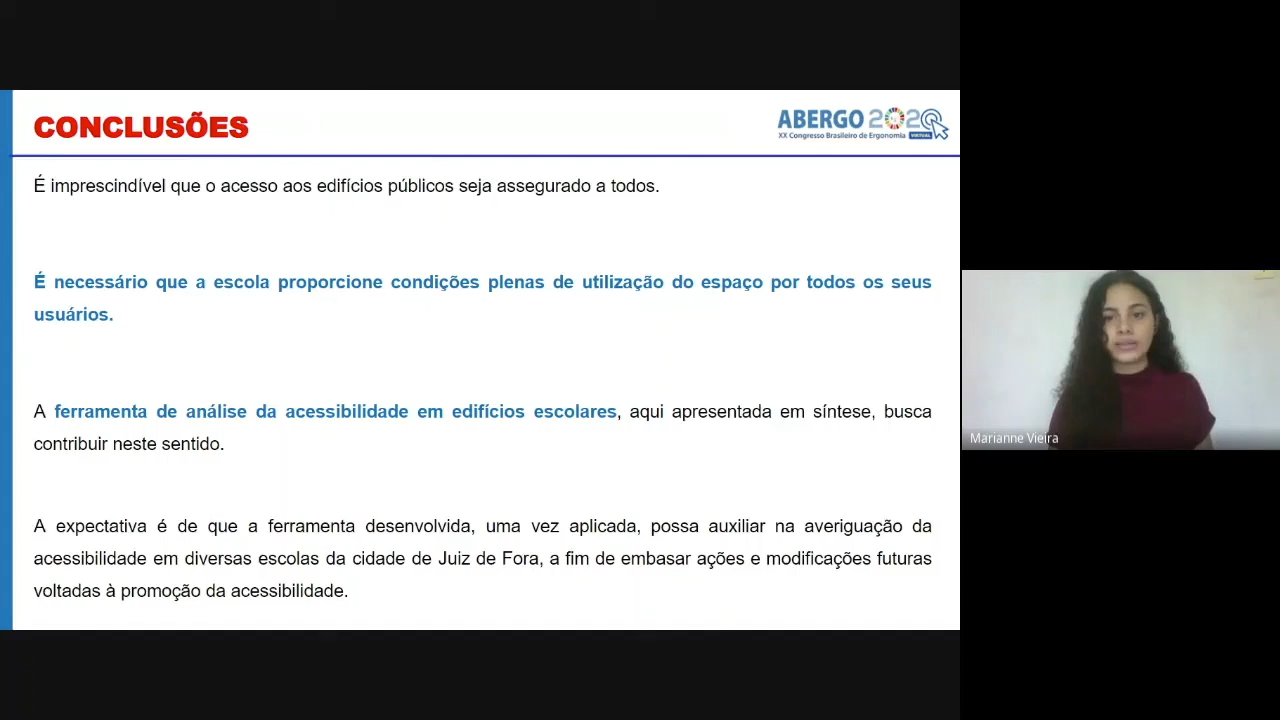 CONCLUSÕES
ABERGO 2020
XX Congresso Brasileiro de Ergonomia VIRTUAL
É imprescindível que o acesso aos edifícios públicos seja assegurado a todos.
É necessário que a escola proporcione condições plenas de utilização do espaço por todos os seus
usuários.
A ferramenta de análise da acessibilidade em edifícios escolares, aqui apresentada em síntese, busca
contribuir neste sentido.
A expectativa é de que a ferramenta desenvolvida, uma vez aplicada, possa auxiliar na averiguação da
acessibilidade em diversas escolas da cidade de Juiz de Fora, a fim de embasar ações e modificações futuras
voltadas à promoção da acessibilidade.
Marianne Vieira